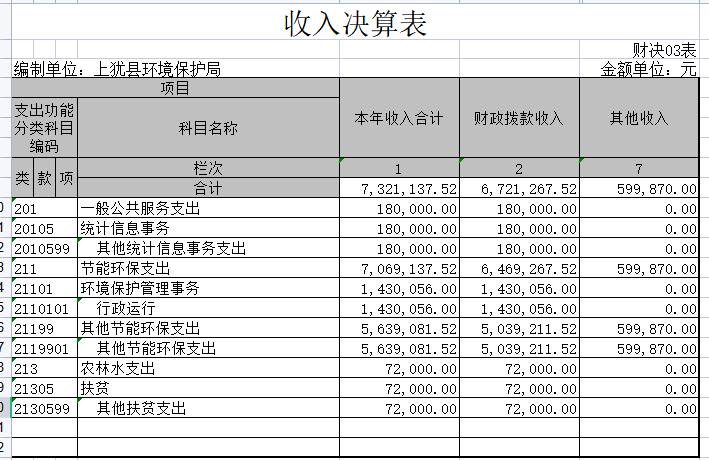 收入决算表
财决03表
编制单位：上犹县环境保护局 金额单位：元
项目
支出功能
分类科目
编码
科目名称
本年收入合计
财政拨款收入
其他收入
类 款 项
栏次 1 2 7
合计 7,321,137.52 6,721,267.52 599,870.00
201 一般公共服务支出 180,000.00 180,000.00 0.00
20105 统计信息事务 180,000.00 180,000.00 0.00
2010599 其他统计信息事务支出 180,000.00 180,000.00 0.00
211 节能环保支出 7,069,137.52 6,469,267.52 599,870.00
21101 环境保护管理事务 1,430,056.00 1,430,056.00 0.00
2110101 行政运行 1,430,056.00 1,430,056.00 0.00
21199 其他节能环保支出 5,639,081.52 5,039,211.52 599,870.00
2119901 其他节能环保支出 5,639,081.52 5,039,211.52 599,870.00
213 农林水支出 72,000.00 72,000.00 0.00
21305 扶贫 72,000.00 72,000.00 0.00
2130599 其他扶贫支出 72,000.00 72,000.00 0.00